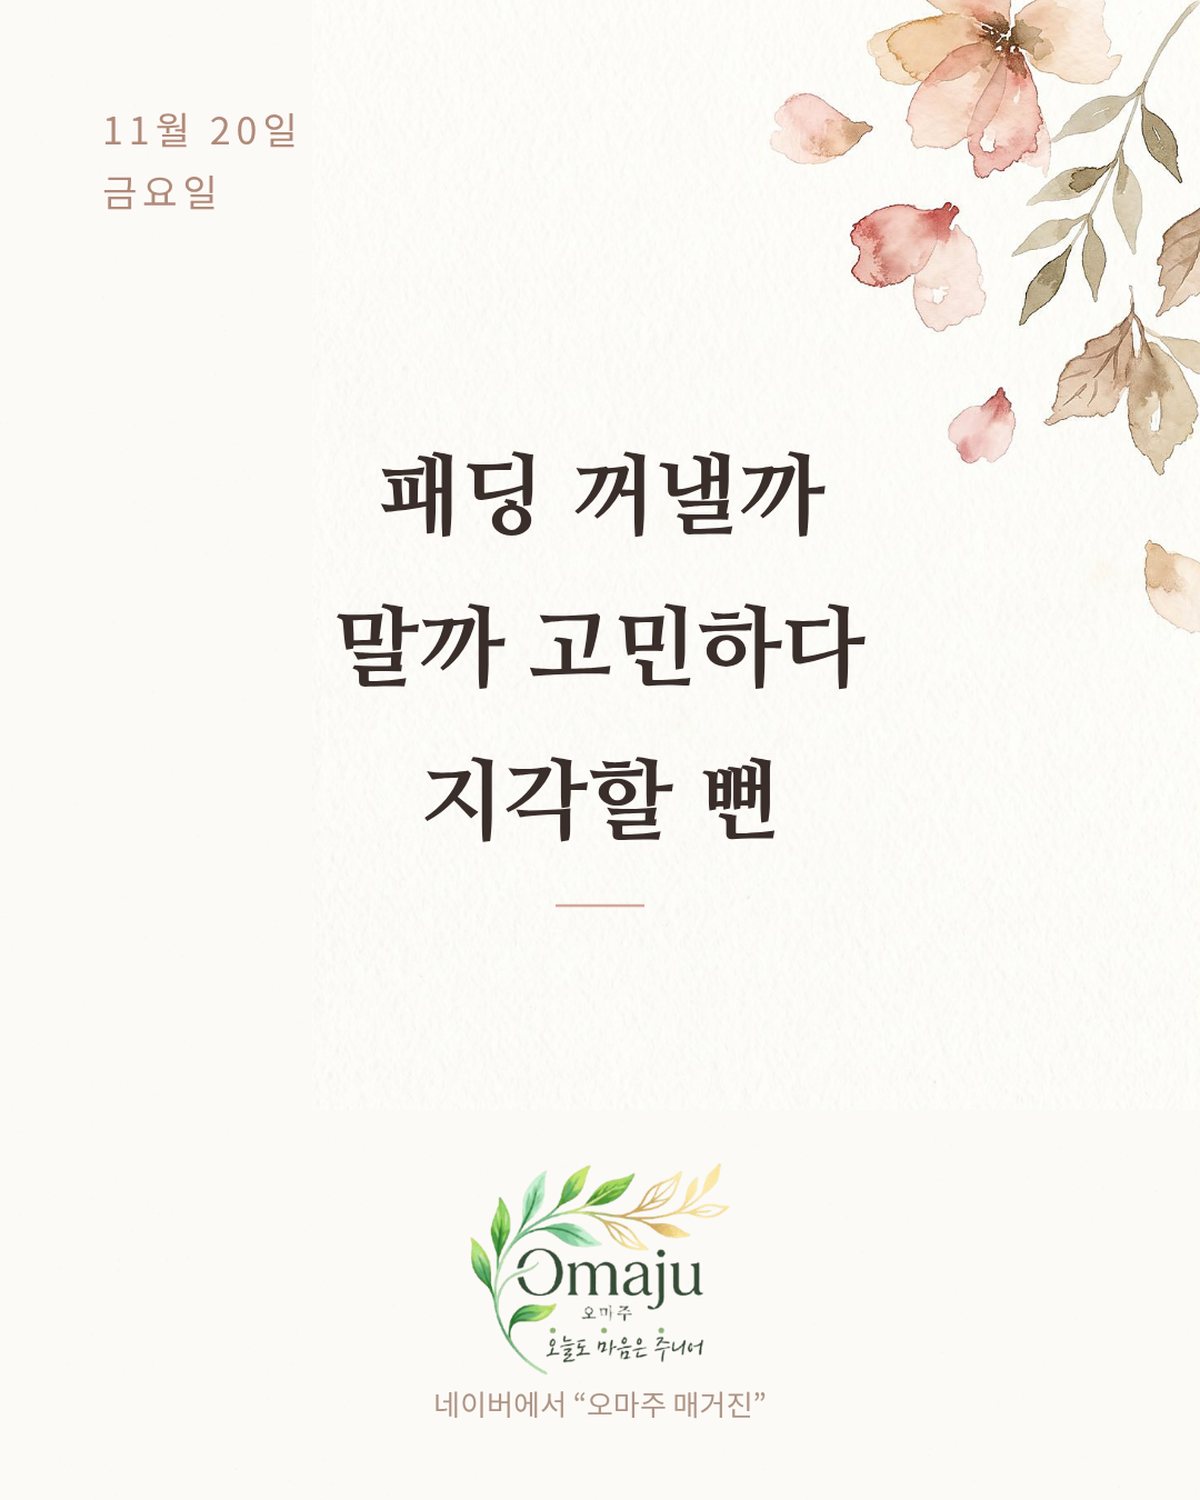 11월 20일
금요일
패딩 꺼낼까
말까 고민하다
지각할 뻔
Omaju
오마주
오늘도 마음은 주니어
네이버에서 “오마주 매거진”